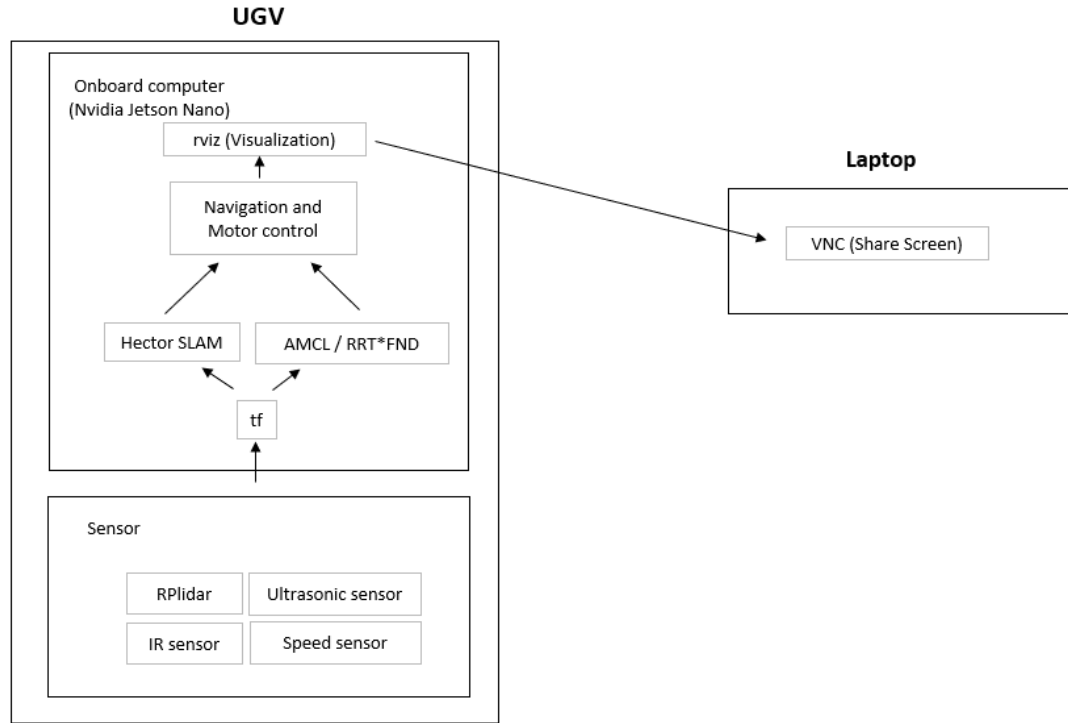 UGV
Onboard computer
(Nvidia Jetson Nano)
rviz (Visualization)
Navigation and
Motor control
Hector SLAM
AMCL / RRT*FND
tf
Sensor
RPlidar
Ultrasonic sensor
IR sensor
Speed sensor
Laptop
VNC (Share Screen)